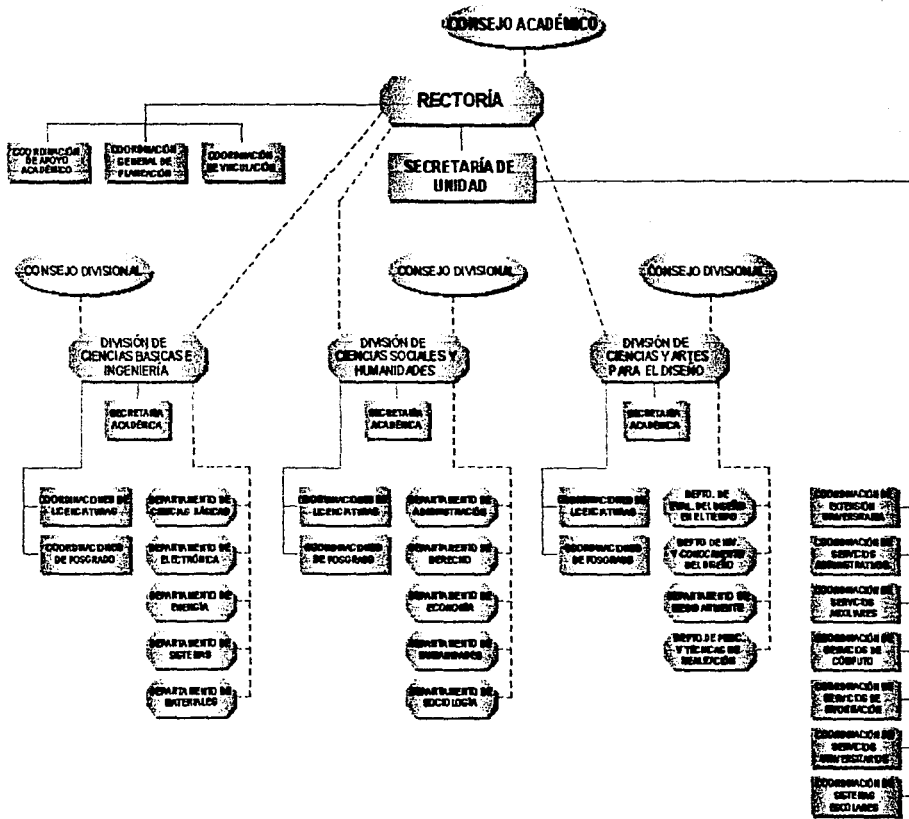 CONSEJO ACADÉMICO
RECTORÍA
COORDINACIÓN
DE APOYO
ACADÉMICO
COORDINACIÓN
GENERAL DE
PLANEACIÓN
COORDINACIÓN
DE VINCULACIÓN
SECRETARÍA DE
UNIDAD
CONSEJO DIVISIONAL
CONSEJO DIVISIONAL
CONSEJO DIVISIONAL
DIVISIÓN DE
CIENCIAS BÁSICAS E
INGENIERÍA
DIVISIÓN DE
CIENCIAS SOCIALES Y
HUMANIDADES
DIVISIÓN DE
CIENCIAS Y ARTES
PARA EL DISEÑO
SECRETARÍA
ACADÉMICA
SECRETARÍA
ACADÉMICA
SECRETARÍA
ACADÉMICA
COORDINACIONES DE
LICENCIATURAS
COORDINACIONES
DE POSGRADO
DEPARTAMENTO DE
CIENCIAS BÁSICAS
DEPARTAMENTO
DE ELECTRÓNICA
DEPARTAMENTO DE
ENERGÍA
DEPARTAMENTO DE
SISTEMAS
DEPARTAMENTO DE
MATERIALES
COORDINACIONES DE
LICENCIATURAS
COORDINACIONES
DE POSGRADO
DEPARTAMENTO DE
ADMINISTRACIÓN
DEPARTAMENTO DE
DERECHO
DEPARTAMENTO DE
ECONOMÍA
DEPARTAMENTO DE
HUMANIDADES
DEPARTAMENTO DE
SOCIOLOGÍA
COORDINACIONES DE
LICENCIATURAS
COORDINACIONES
DE POSGRADO
DEPTO. DE
EVAL. DEL DISEÑO
EN EL TIEMPO
DEPTO DE INV.
Y CONOCIMIENTO
DEL DISEÑO
DEPARTAMENTO DE
MEDIO AMBIENTE
DEPTO. DE PROC.
Y TÉCNICAS DE
REALIZACIÓN
COORDINACIÓN DE
EXTENSIÓN
UNIVERSITARIA
COORDINACIÓN DE
SERVICIOS
ADMINISTRATIVOS
COORDINACIÓN DE
SERVICIOS
AUXILIARES
COORDINACIÓN DE
SERVICIOS DE
CÓMPUTO
COORDINACIÓN DE
SERVICIOS DE
INFORMACIÓN
COORDINACIÓN DE
SERVICIOS
UNIVERSITARIOS
COORDINACIÓN DE
SISTEMAS
ESCOLARES